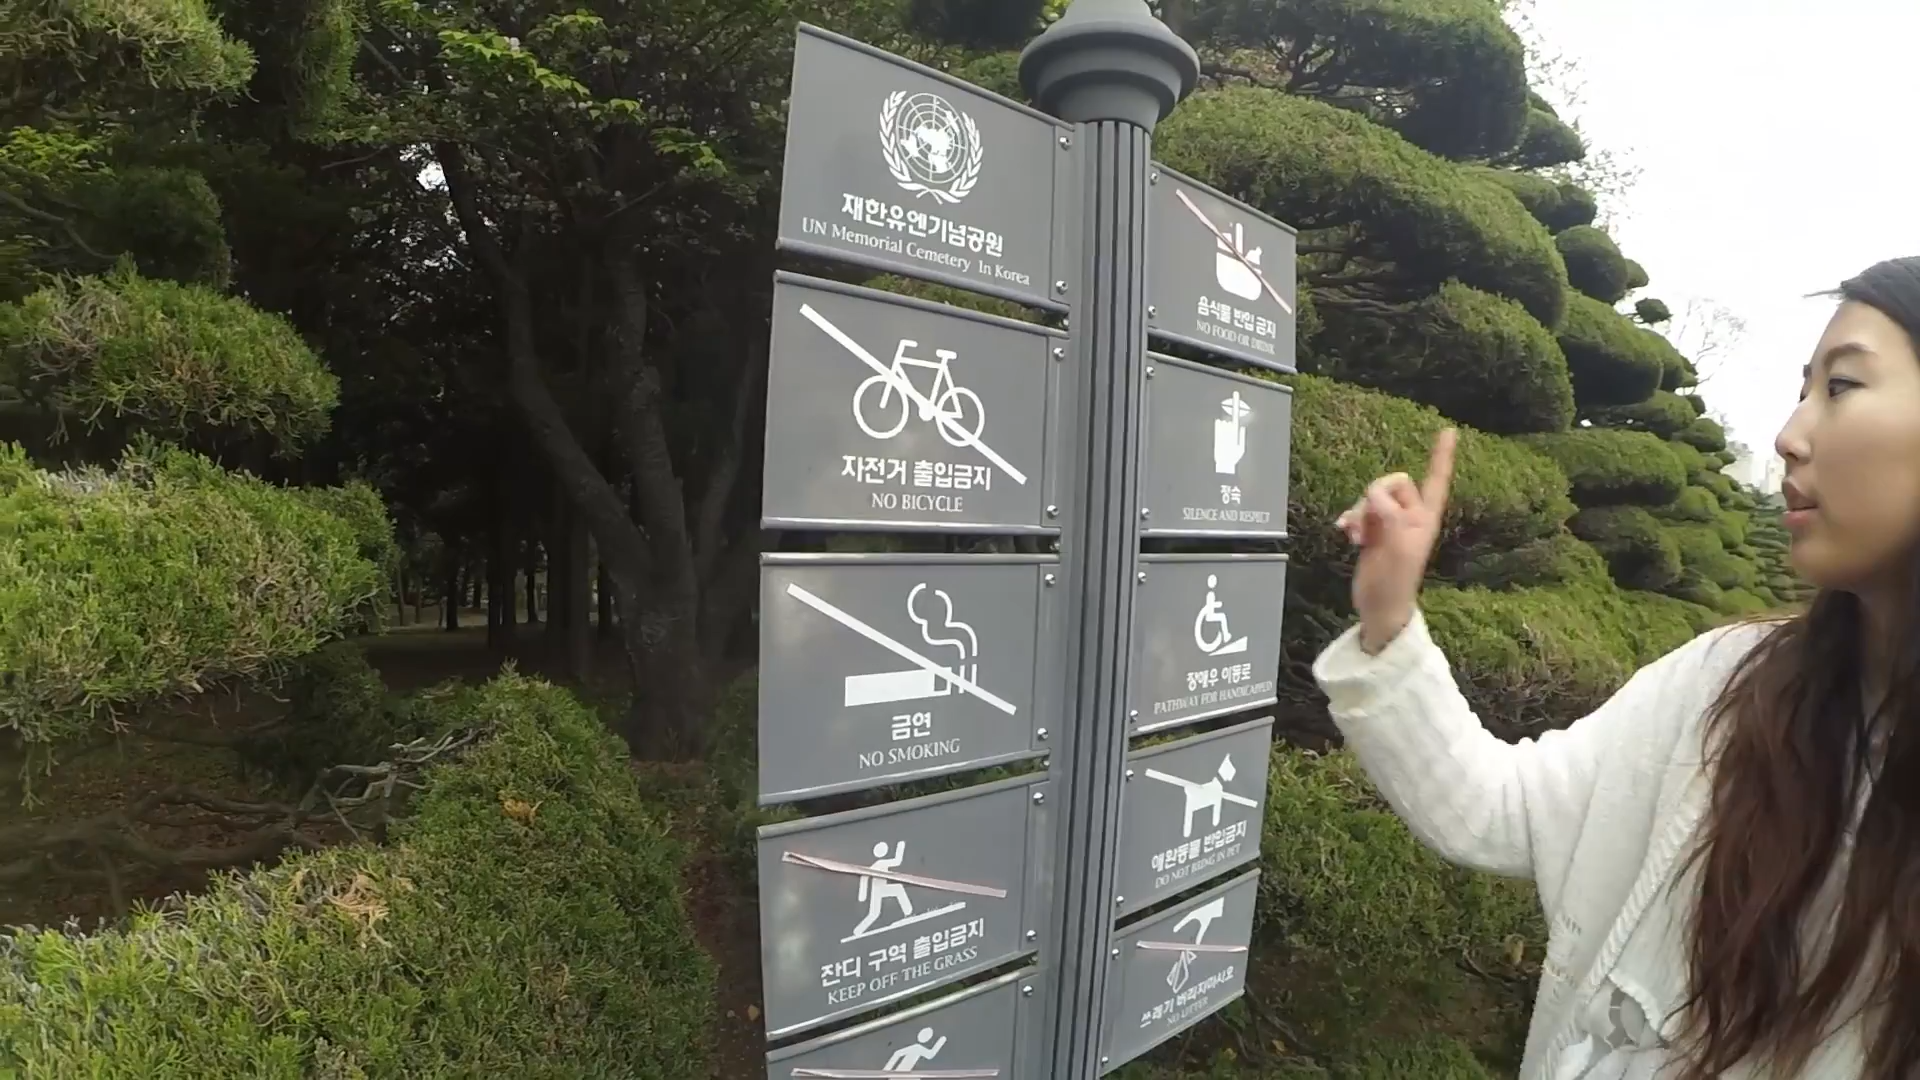 재한유엔기념공원
UN Memorial Cemetery In Korea
자전거 출입금지
NO BICYCLE
금연
NO SMOKING
잔디 구역 출입금지
KEEP OFF THE GRASS
음식물 반입 금지
NO FOOD OR DRINK
정숙
SILENCE AND RESPECT
장애우 이동로
PATHWAY FOR HANDICAPPED
애완동물 반입금지
DO NOT BRING IN PET
쓰레기 버리지마시오
NO LITTER